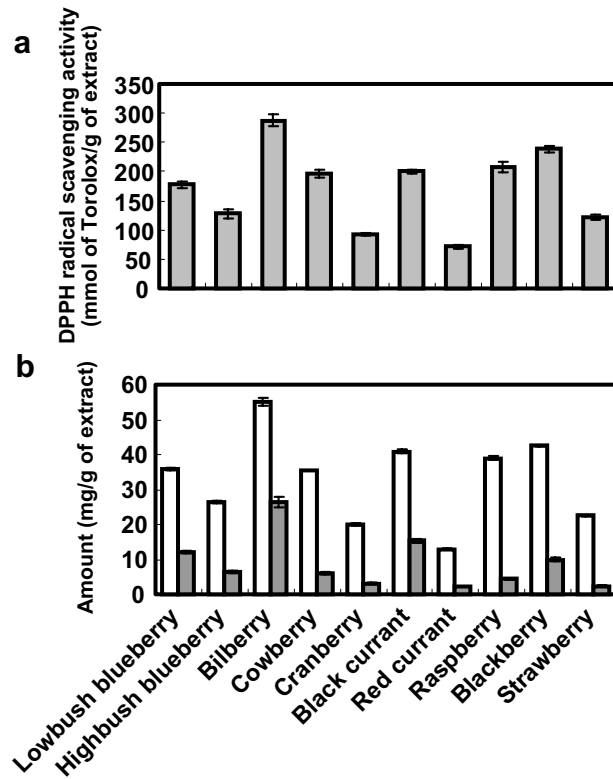 a
DPPH radical scavenging activity
(mmol of Torolox/g of extract)
350
300
250
200
150
100
50
0
b
Amount (mg/g of extract)
60
50
40
30
20
10
0
Lowbush blueberry
Highbush blueberry
Bilberry
Cowberry
Cranberry
Black currant
Red currant
Raspberry
Blackberry
Strawberry